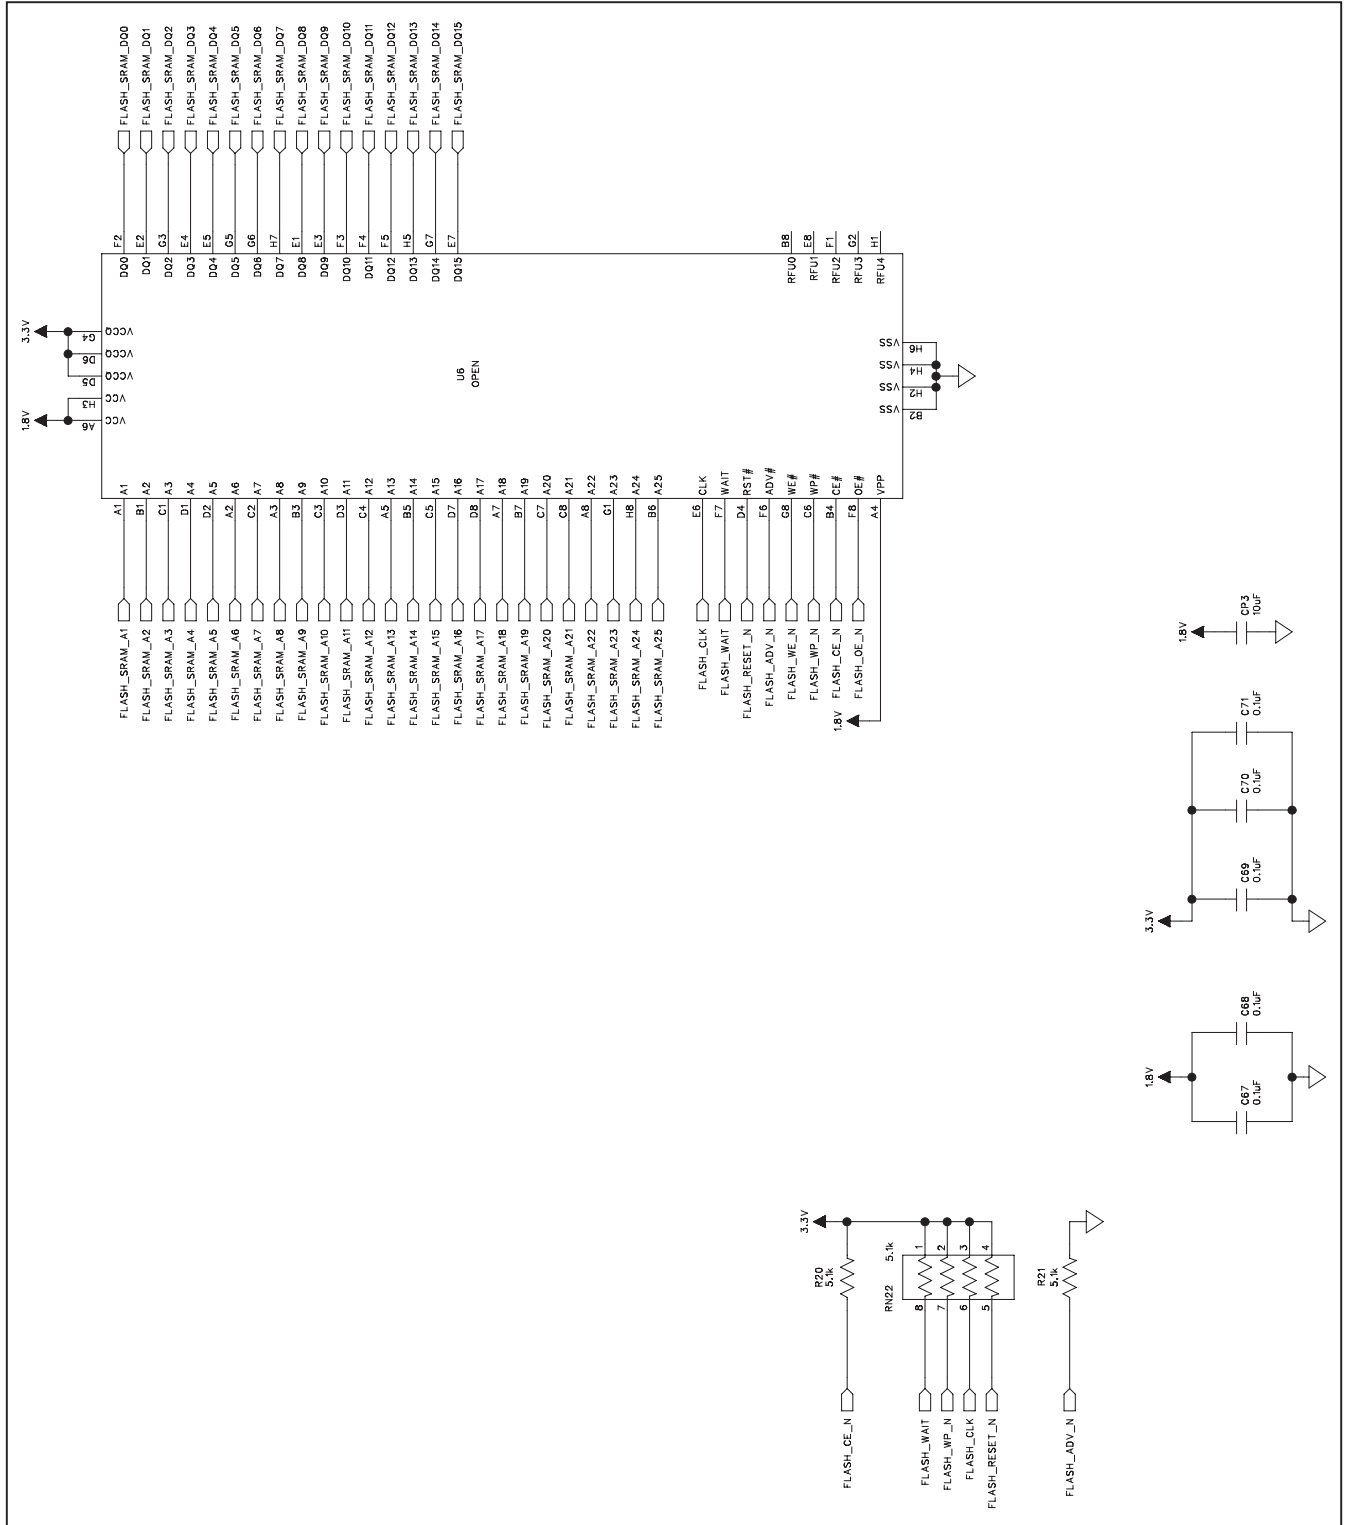 FLASH_SRAM_DQ0
FLASH_SRAM_DQ1
FLASH_SRAM_DQ2
FLASH_SRAM_DQ3
FLASH_SRAM_DQ4
FLASH_SRAM_DQ5
FLASH_SRAM_DQ6
FLASH_SRAM_DQ7
FLASH_SRAM_DQ8
FLASH_SRAM_DQ9
FLASH_SRAM_DQ10
FLASH_SRAM_DQ11
FLASH_SRAM_DQ12
FLASH_SRAM_DQ13
FLASH_SRAM_DQ14
FLASH_SRAM_DQ15
F2
E2
G3
E4
E5
G5
G6
H7
E1
E3
F3
F4
F5
H5
G7
E7
B8
E8
F1
G2
H1
DQ0
DQ1
DQ2
DQ3
DQ4
DQ5
DQ6
DQ7
DQ8
DQ9
DQ10
DQ11
DQ12
DQ13
DQ14
DQ15
RFU0
RFU1
RFU2
RFU3
RFU4
3.3V
G4
D6
D5
VCCQ
VCCQ
VCCQ
1.8V
H3
A6
VCC
VCC
U6
OPEN
VSS
VSS
VSS
VSS
H6
H4
H2
B2
A1
A2
A3
A4
A5
A6
A7
A8
A9
A10
A11
A12
A13
A14
A15
A16
A17
A18
A19
A20
A21
A22
A23
A24
A25
CLK
WAIT
RST#
ADV#
WE#
WP#
CE#
OE#
VPP
A1
B1
C1
D1
D2
A2
C2
A3
B3
C3
D3
C4
A5
B5
C5
D7
D8
A7
B7
C7
C8
A8
G1
H8
B6
E6
F7
D4
F6
G8
C6
B4
F8
A4
FLASH_SRAM_A1
FLASH_SRAM_A2
FLASH_SRAM_A3
FLASH_SRAM_A4
FLASH_SRAM_A5
FLASH_SRAM_A6
FLASH_SRAM_A7
FLASH_SRAM_A8
FLASH_SRAM_A9
FLASH_SRAM_A10
FLASH_SRAM_A11
FLASH_SRAM_A12
FLASH_SRAM_A13
FLASH_SRAM_A14
FLASH_SRAM_A15
FLASH_SRAM_A16
FLASH_SRAM_A17
FLASH_SRAM_A18
FLASH_SRAM_A19
FLASH_SRAM_A20
FLASH_SRAM_A21
FLASH_SRAM_A22
FLASH_SRAM_A23
FLASH_SRAM_A24
FLASH_SRAM_A25
FLASH_CLK
FLASH_WAIT
FLASH_RESET_N
FLASH_ADV_N
FLASH_WE_N
FLASH_WP_N
FLASH_CE_N
FLASH_OE_N
1.8V
1.8V
CP3
10uF
3.3V
C71
0.1uF
C70
0.1uF
C69
0.1uF
1.8V
C68
0.1uF
C67
0.1uF
3.3V
R20
5.1k
RN22
5.1k
1
2
3
4
8
7
6
5
R21
5.1k
FLASH_CE_N
FLASH_WAIT
FLASH_WP_N
FLASH_CLK
FLASH_RESET_N
FLASH_ADV_N